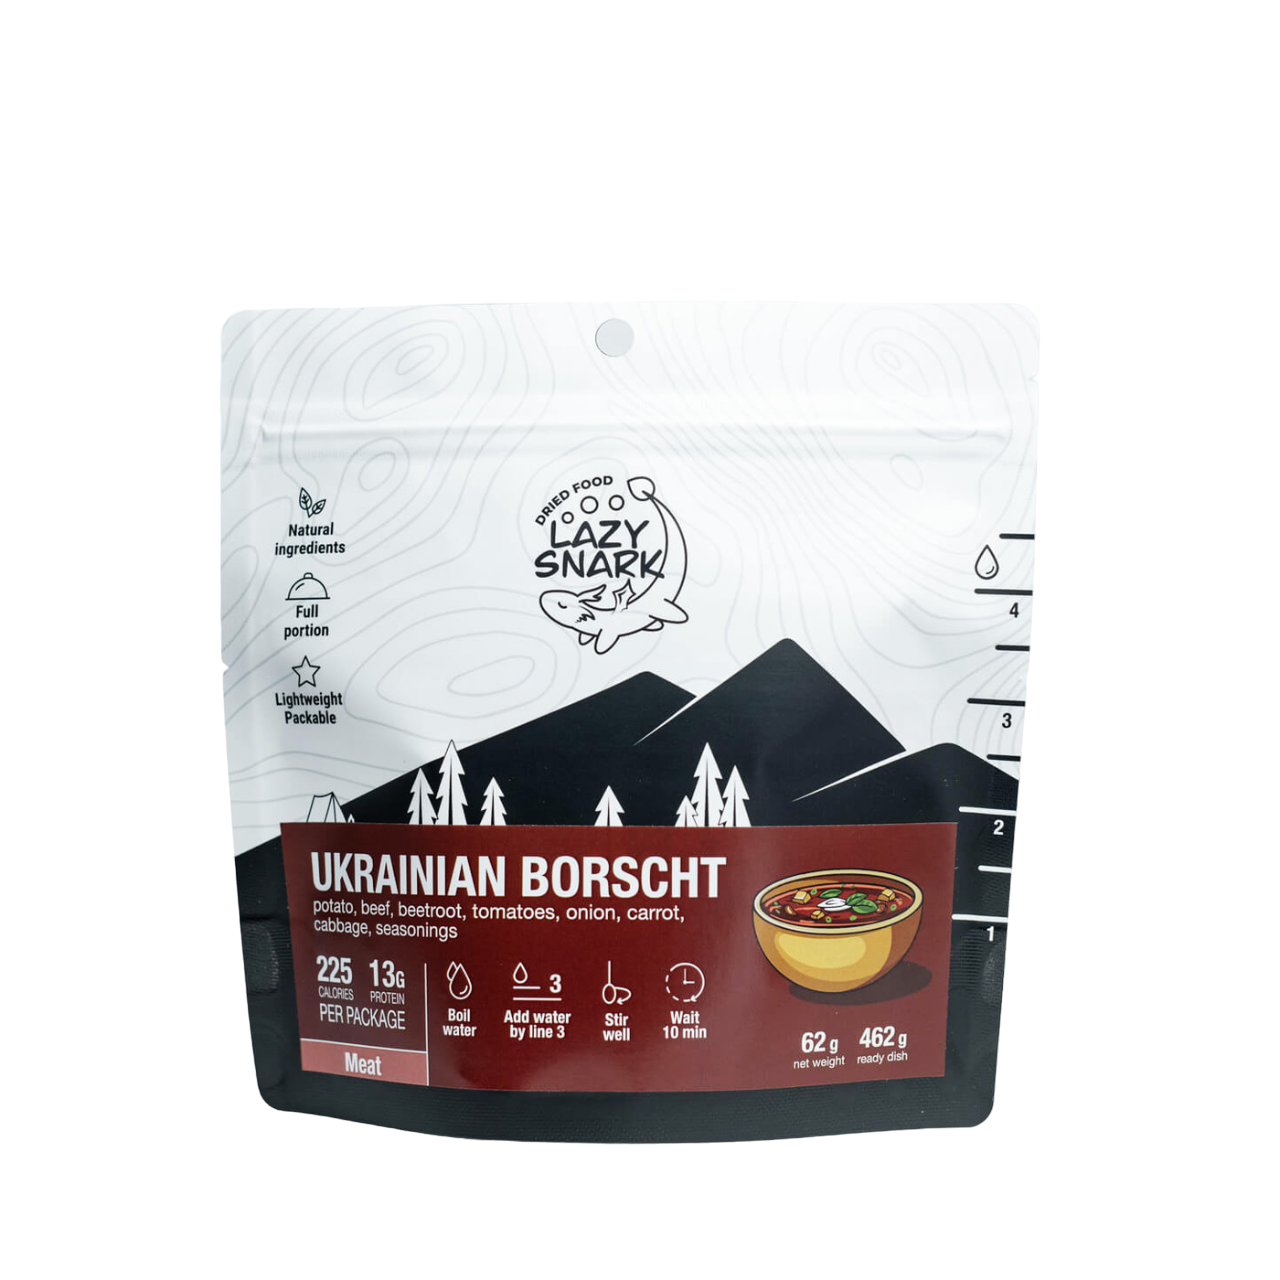 DRIED FOOD
LAZY
SNARK
Natural
ingredients
Full
portion
Lightweight
Packable
4
3
2
1
UKRAINIAN BORSCHT
potato, beef, beetroot, tomatoes, onion, carrot,
cabbage, seasonings
225
CALORIES
13G
PROTEIN
PER PACKAGE
Meat
Boil
water
3
Add water
by line 3
Stir
well
Wait
10 min
62 g
net weight
462 g
ready dish